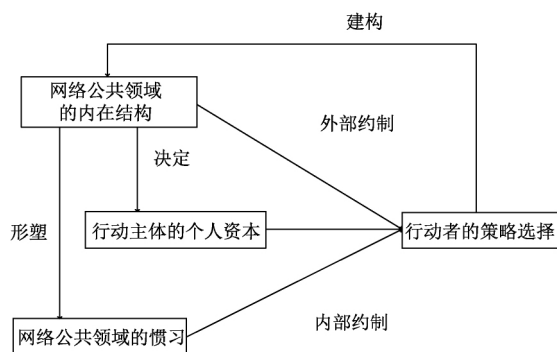 建构
网络公共领域
的内在结构
外部约制
决定
形塑
行动主体的个人资本
行动者的策略选择
网络公共领域的惯习
内部约制